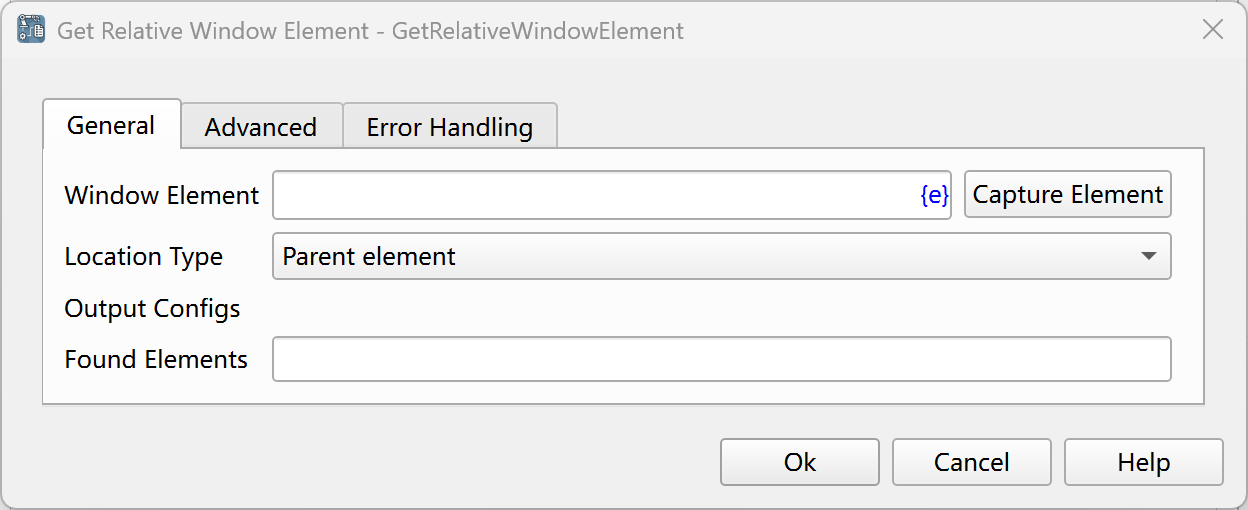 Get Relative Window Element - GetRelativeWindowElement
General Advanced Error Handling
Window Element {e} Capture Element
Location Type Parent element
Output Configs
Found Elements
Ok Cancel Help